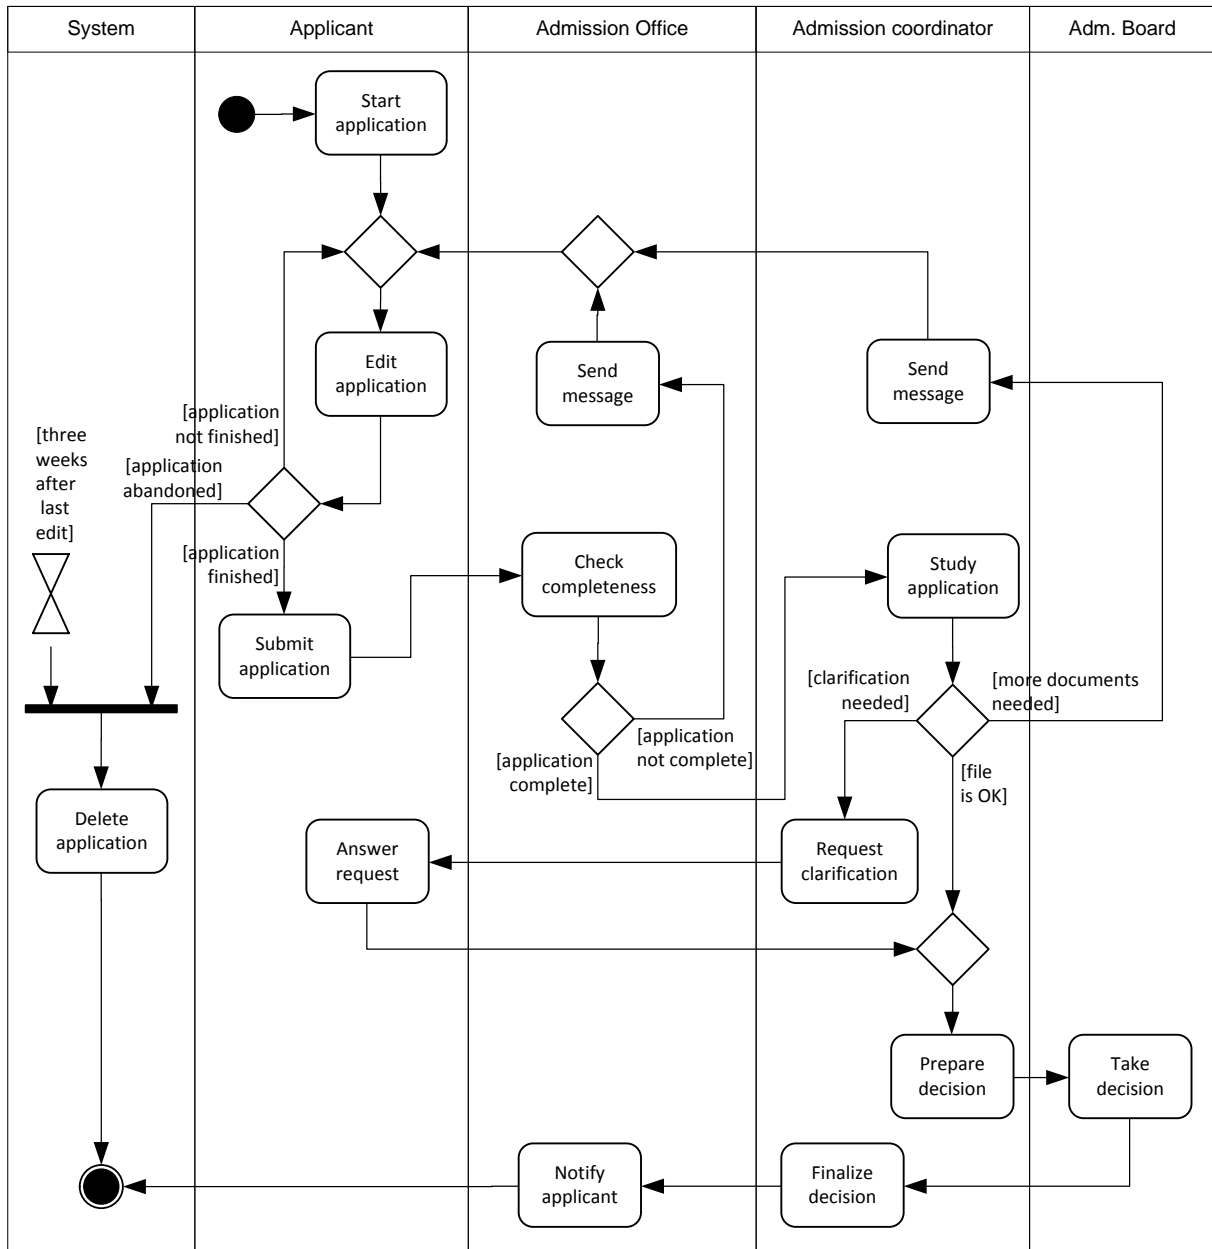 System
Applicant
Admission Office
Admission coordinator
Adm. Board
Start
application
Edit
application
Send
message
Send
message
[application
not finished]
[three
weeks
after
last
edit]
[application
abandoned]
[application
finished]
Check
completeness
Study
application
Submit
application
[clarification
needed]
[more documents
needed]
[application
not complete]
[application
complete]
[file
is OK]
Delete
application
Answer
request
Request
clarification
Prepare
decision
Take
decision
Notify
applicant
Finalize
decision